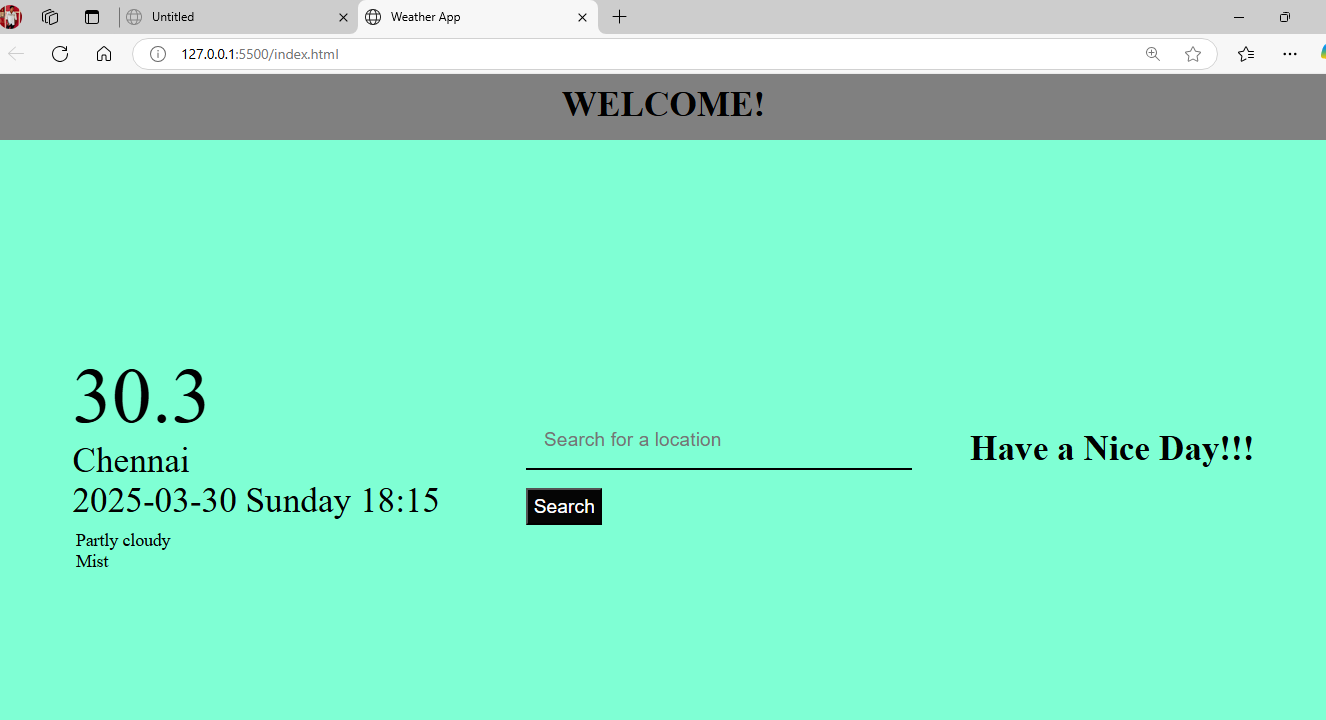 Untitled
Weather App
127.0.0.1:5500/index.html
WELCOME!
30.3
Chennai
2025-03-30 Sunday 18:15
Partly cloudy
Mist
Search for a location
Search
Have a Nice Day!!!